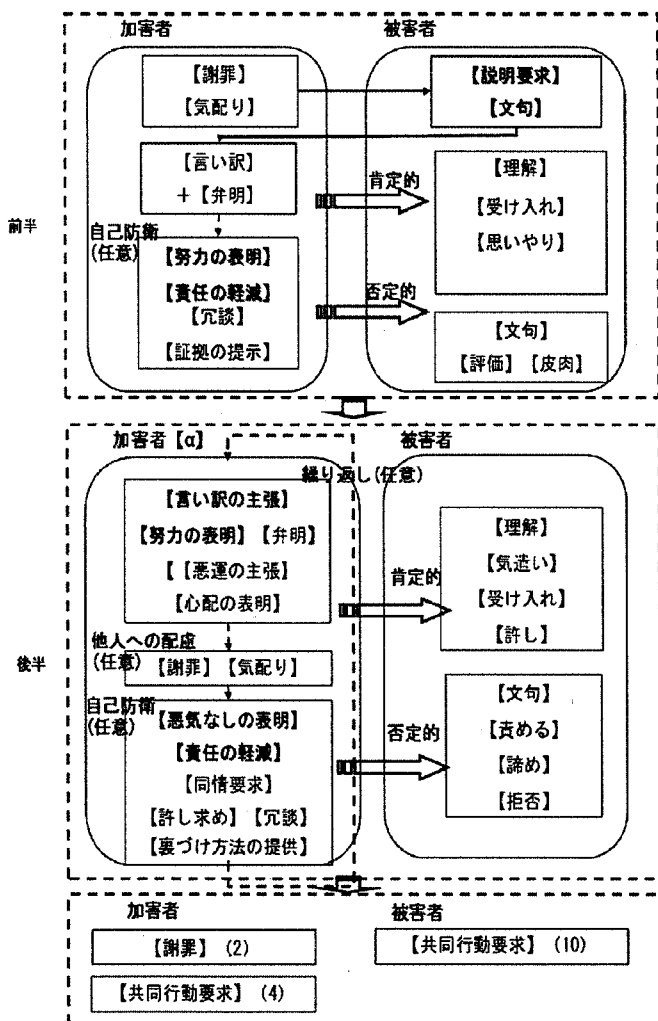 加害者
被害者
【謝罪】
【気配り】
【説明要求】
【文句】
【言い訳】
+【弁明】
肯定的
【理解】
【受け入れ】
【思いやり】
前半
自己防衛
(任意)
【努力の表明】
【責任の軽減】
【冗談】
【証拠の提示】
否定的
【文句】
【評価】【皮肉】
加害者【α】
被害者
繰り返し(任意)
【言い訳の主張】
【努力の表明】【弁明】
【【悪運の主張】
【心配の表明】
肯定的
【理解】
【気遣い】
【受け入れ】
【許し】
後半
他人への配慮
(任意)
【謝罪】【気配り】
自己防衛
(任意)
【悪気なしの表明】
【責任の軽減】
【同情要求】
【許し求め】【冗談】
【裏づけ方法の提供】
否定的
【文句】
【責める】
【諦め】
【拒否】
加害者
被害者
【謝罪】(2)
【共同行動要求】(10)
【共同行動要求】(4)